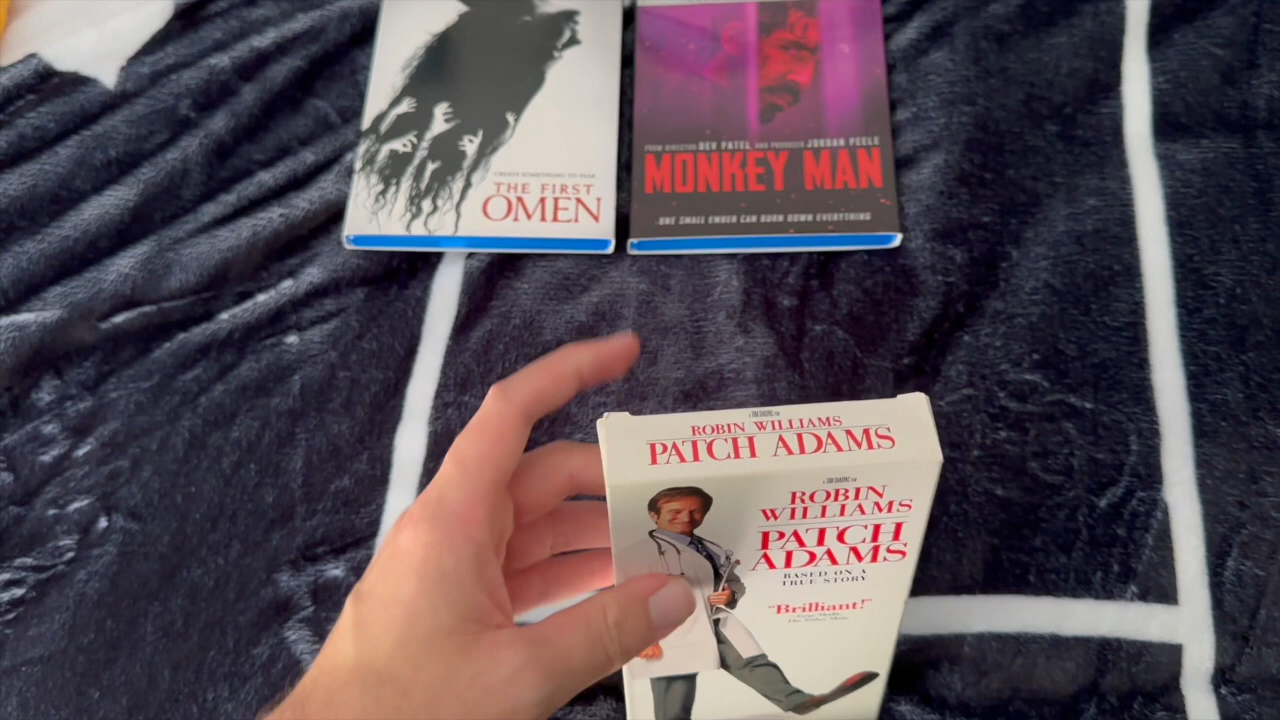 CREATE SOMETHING TO FEAR
THE FIRST
OMEN
FROM DIRECTOR DEV PATEL AND PRODUCER JORDAN PEELE
MONKEY MAN
ONE SMALL EMBER CAN BURN DOWN EVERYTHING
ROBIN WILLIAMS
PATCH ADAMS
ROBIN
WILLIAMS
PATCH
ADAMS
BASED ON A
TRUE STORY
"Brilliant!"